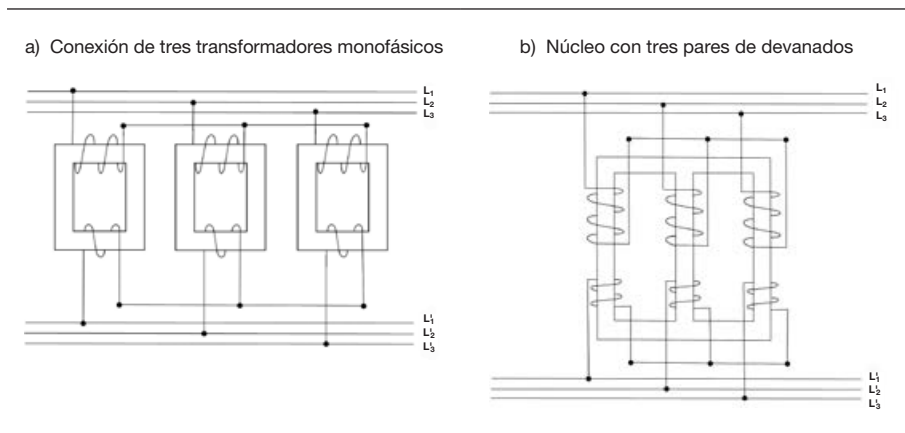 a) Conexión de tres transformadores monofásicos
L₁
L₂
L₃
L'₁
L'₂
L'₃
b) Núcleo con tres pares de devanados
L₁
L₂
L₃
L'₁
L'₂
L'₃